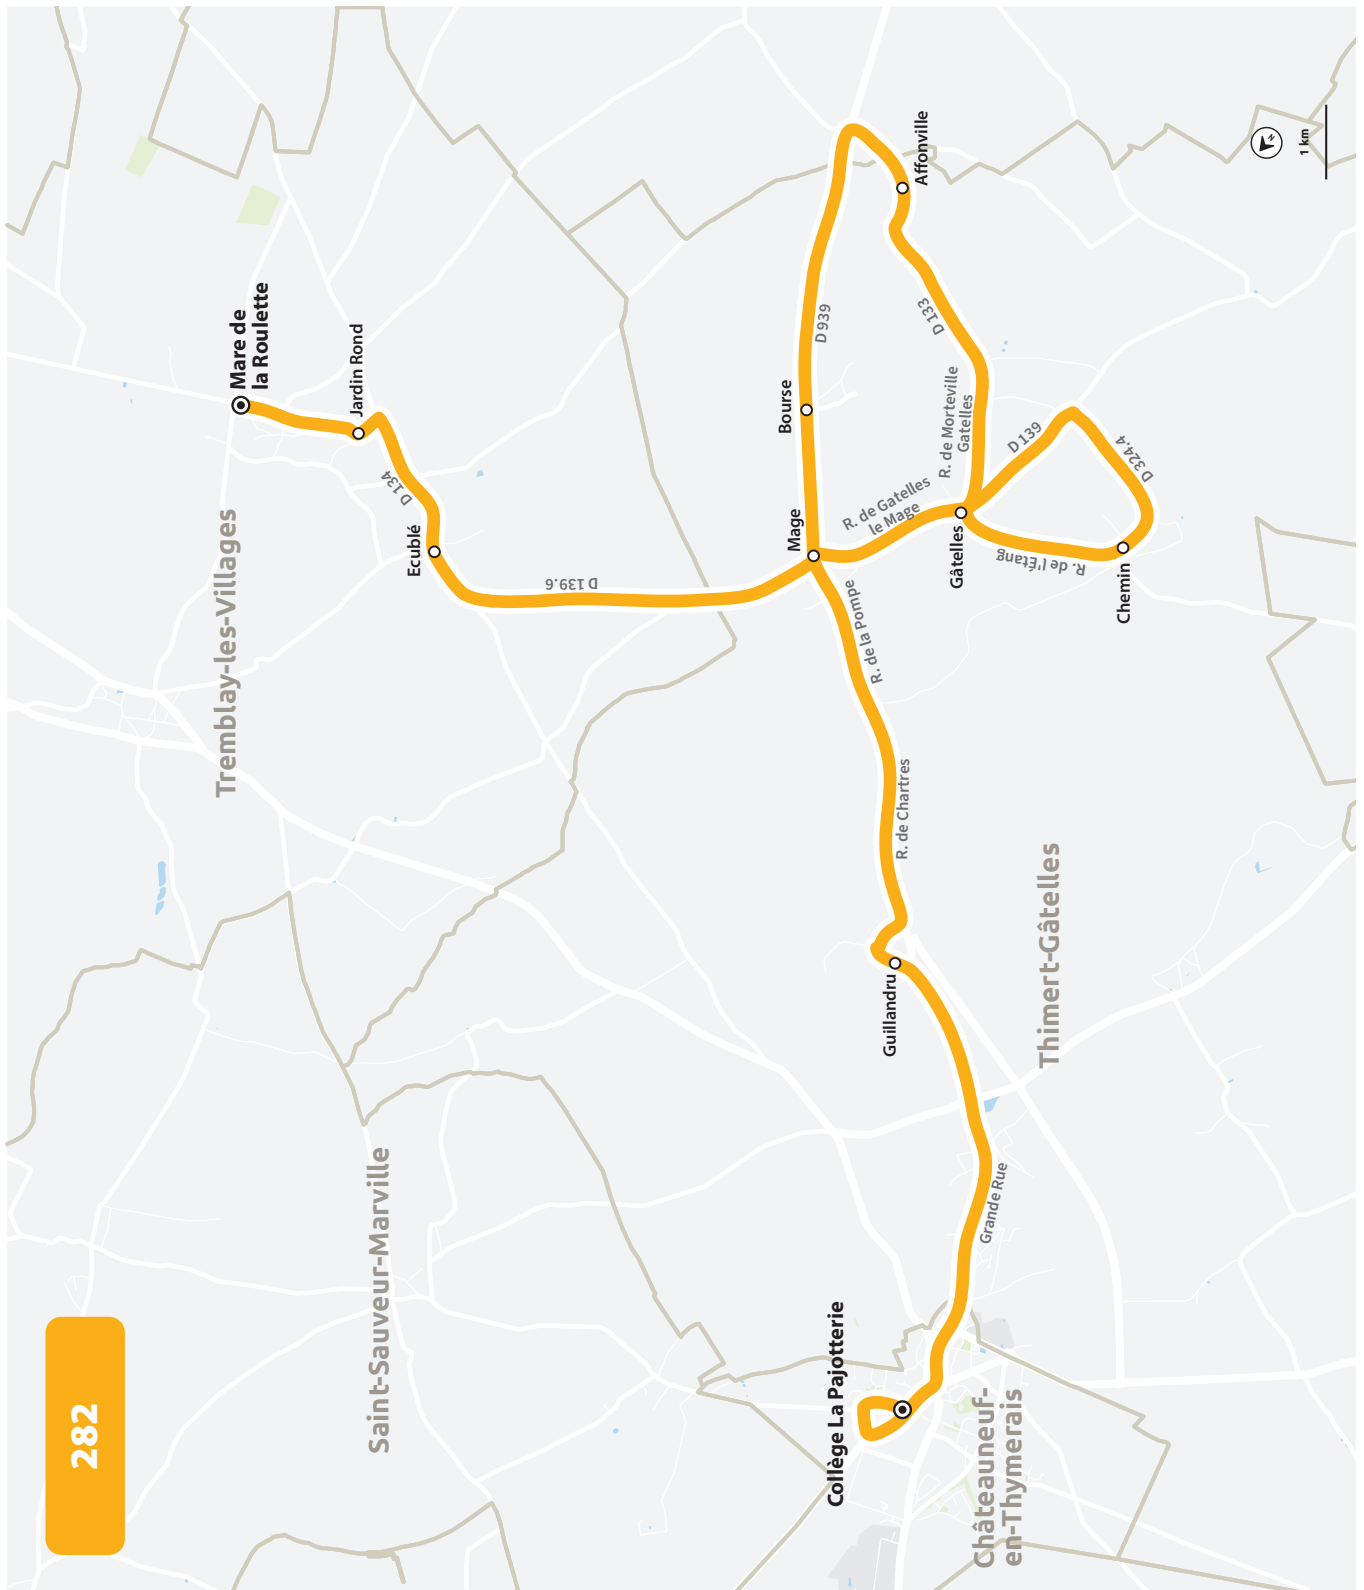 282
Tremblay-les-Villages
Saint-Sauveur-Marville
Mare de
la Roulette
Jardin Rond
D 134
Ecublé
D 139.6
Mage
Bourse
D 939
Affonville
D 133
R. de Morteville
Gatelles
R. de Gatelles
le Mage
Gâtelles
D 139
D 324.4
Chemin
R. de l'Étang
R. de la Pompe
R. de Chartres
Guillandru
Thimert-Gâtelles
Grande Rue
Collège La Pajotterie
Châteauneuf-
en-Thymerais
N
1 km